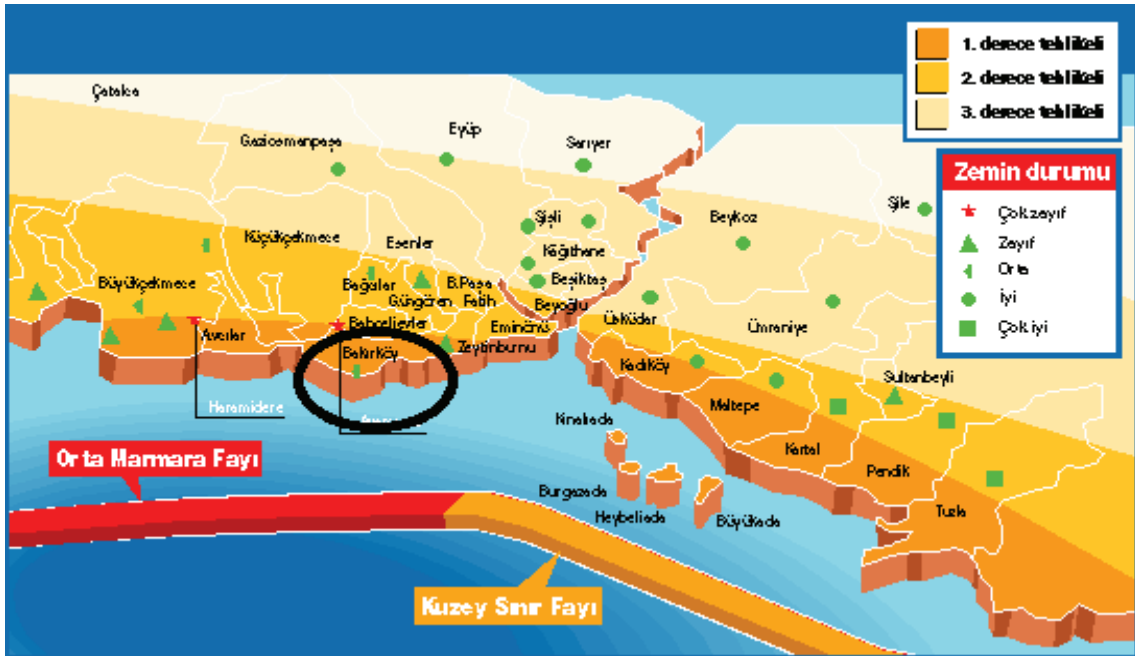 1. derece tehlikeli
2. derece tehlikeli
3. derece tehlikeli
Zemin durumu
Çok zayıf
Zayıf
Orta
İyi
Çok iyi
Çatalca
Gaziosmanpaşa
Eyüp
Sarıyer
Şişli
Beykoz
Şile
Küçükçekmece
Esenler
Kâğıthane
Büyükçekmece
Bağcılar
B.Paşa
Beşiktaş
Güngören
Fatih
Beyoğlu
Üsküdar
Ümraniye
Avcılar
Bahçelievler
Eminönü
Bakırköy
Zeytinburnu
Kadıköy
Sultanbeyli
Haramidere
Maltepe
Kınalıada
Kartal
Orta Marmara Fayı
Pendik
Burgazada
Heybeliada
Büyükada
Tuzla
Kuzey Sınır Fayı